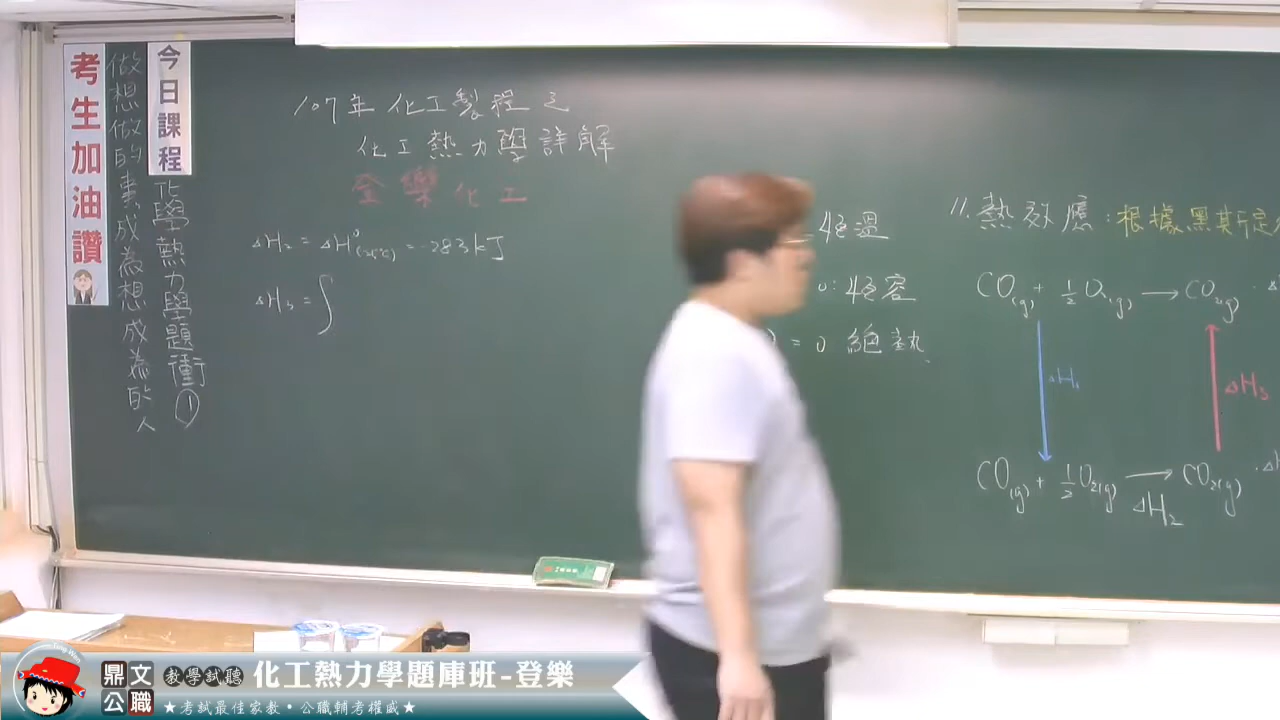 考生加油讚
今日課程
做想做的事成為想成為的人
化學熱力學題衝①
107年 化工製程之
化工熱力學詳解
登樂化工
ΔH₂ = ΔH°(25℃) = -283kJ
ΔH₃ = ∫
絕溫
0:絕容
= 0 絕熱
11.熱效應:根據黑斯定
CO(g) + 1/2 O₂(g) → CO₂(g)
ΔH₁
ΔH₃
CO(g) + 1/2 O₂(g) → CO₂(g)
ΔH₂
鼎文公職
教學試聽
化工熱力學題庫班-登樂
★考試最佳家教・公職輔考權威★